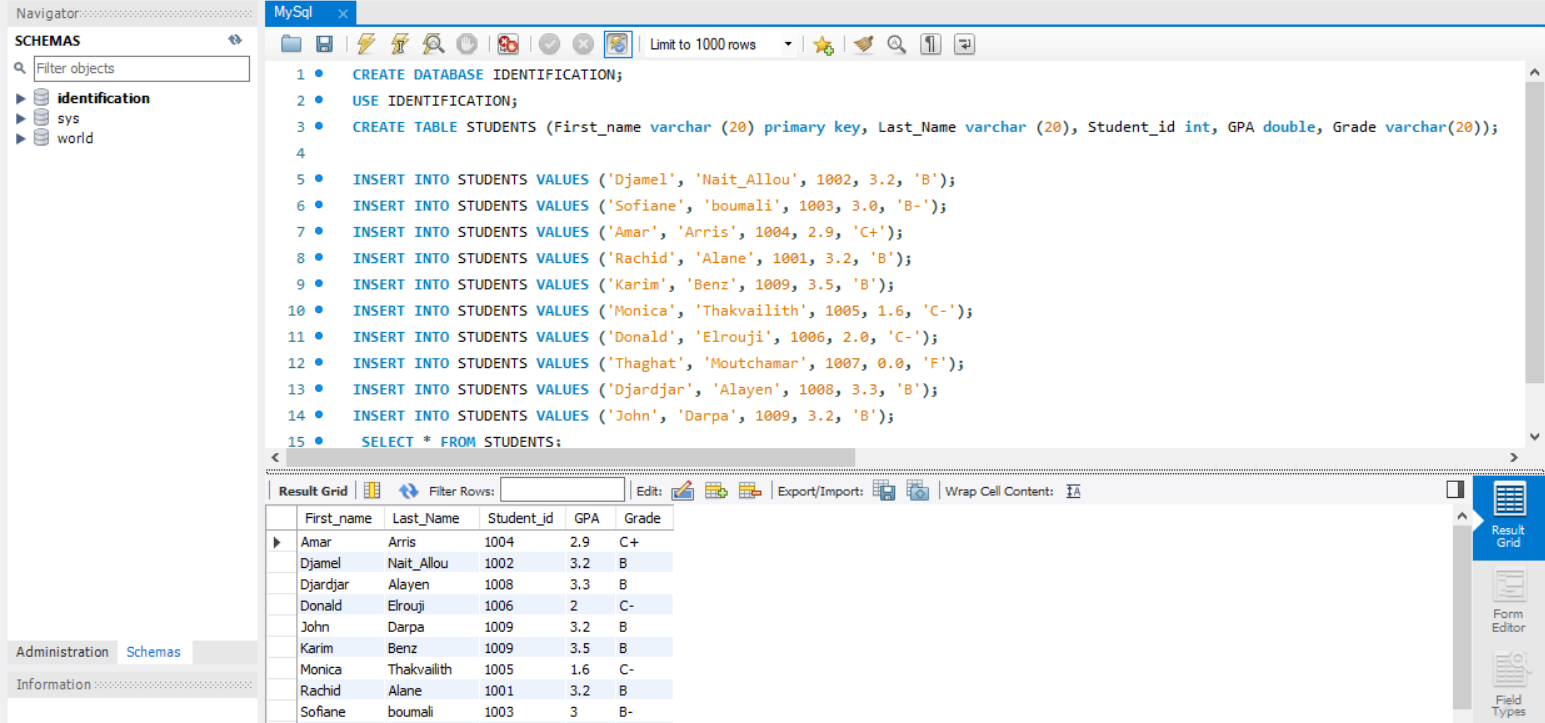 Navigator
MySql
SCHEMAS
Limit to 1000 rows
Filter objects
identification
sys
world
1 CREATE DATABASE IDENTIFICATION;
2 USE IDENTIFICATION;
3 CREATE TABLE STUDENTS (First_name varchar (20) primary key, Last_Name varchar (20), Student_id int, GPA double, Grade varchar(20));
4
5 INSERT INTO STUDENTS VALUES ('Djamel', 'Nait_Allou', 1002, 3.2, 'B');
6 INSERT INTO STUDENTS VALUES ('Sofiane', 'boumali', 1003, 3.0, 'B-');
7 INSERT INTO STUDENTS VALUES ('Amar', 'Arris', 1004, 2.9, 'C+');
8 INSERT INTO STUDENTS VALUES ('Rachid', 'Alane', 1001, 3.2, 'B');
9 INSERT INTO STUDENTS VALUES ('Karim', 'Benz', 1009, 3.5, 'B');
10 INSERT INTO STUDENTS VALUES ('Monica', 'Thakvailith', 1005, 1.6, 'C-');
11 INSERT INTO STUDENTS VALUES ('Donald', 'Elrouji', 1006, 2.0, 'C-');
12 INSERT INTO STUDENTS VALUES ('Thaghat', 'Moutchamar', 1007, 0.0, 'F');
13 INSERT INTO STUDENTS VALUES ('Djardjar', 'Alayen', 1008, 3.3, 'B');
14 INSERT INTO STUDENTS VALUES ('John', 'Darpa', 1009, 3.2, 'B');
15 SELECT * FROM STUDENTS;
Result Grid Filter Rows: Edit: Export/Import: Wrap Cell Content:
First_name Last_Name Student_id GPA Grade
Amar Arris 1004 2.9 C+
Djamel Nait_Allou 1002 3.2 B
Djardjar Alayen 1008 3.3 B
Donald Elrouji 1006 2 C-
John Darpa 1009 3.2 B
Karim Benz 1009 3.5 B
Monica Thakvailith 1005 1.6 C-
Rachid Alane 1001 3.2 B
Sofiane boumali 1003 3 B-
Result
Grid
Form
Editor
Field
Types
Administration Schemas
Information